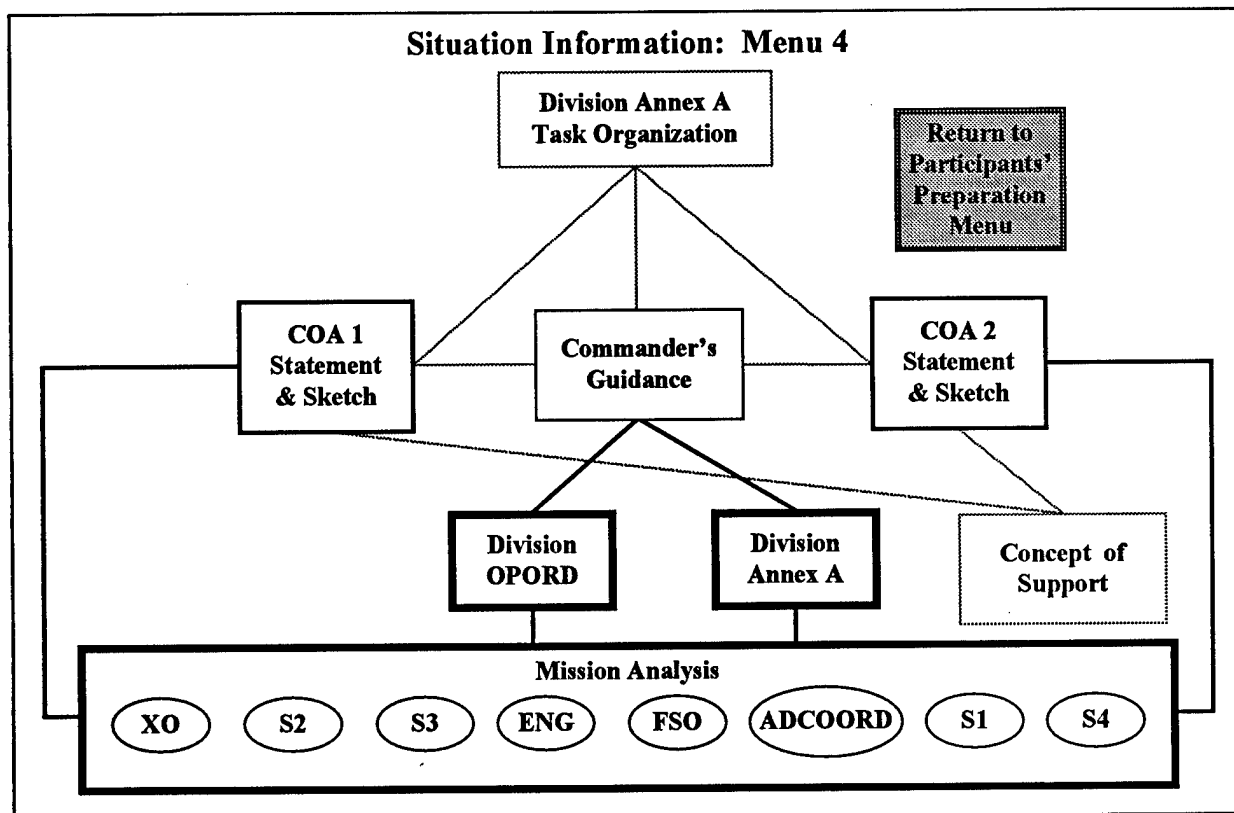 Situation Information: Menu 4
Division Annex A
Task Organization
Return to
Participants'
Preparation
Menu
COA 1
Statement
& Sketch
Commander's
Guidance
COA 2
Statement
& Sketch
Division
OPORD
Division
Annex A
Concept of
Support
Mission Analysis
XO
S2
S3
ENG
FSO
ADCOORD
S1
S4